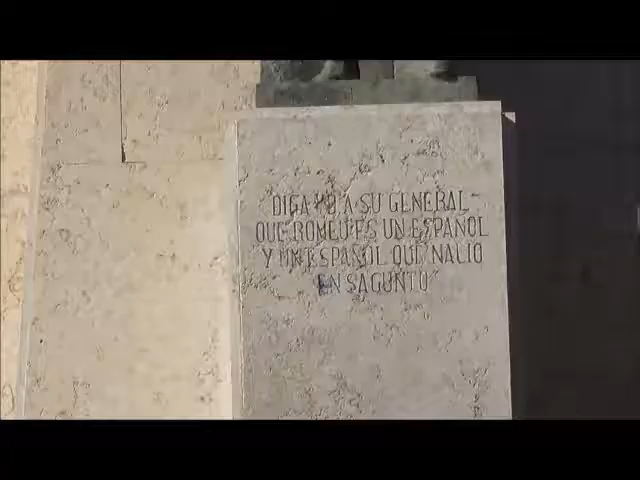 DIGA VD A SU GENERAL
QUE ROMEU ES UN ESPAÑOL
Y UN ESPAÑOL QUE NACIO
EN SAGUNTO"